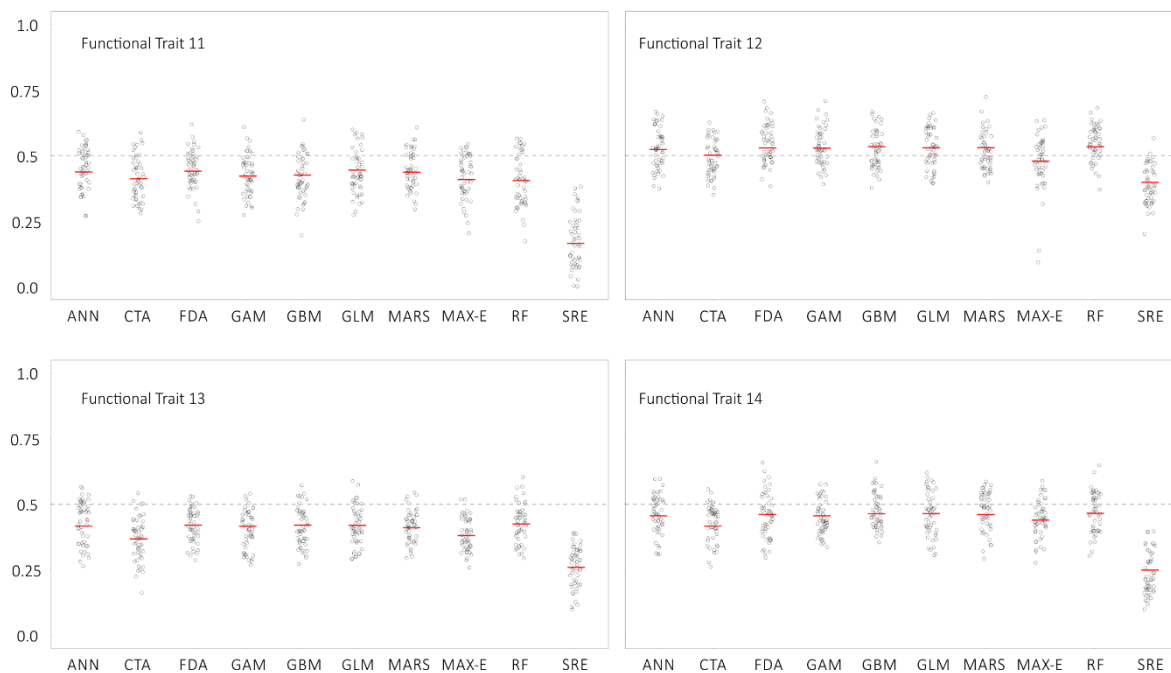 1.0
Functional Trait 11
Functional Trait 12
0.75
0.5
0.25
0.0
ANN CTA FDA GAM GBM GLM MARS MAX-E RF SRE
ANN CTA FDA GAM GBM GLM MARS MAX-E RF SRE
1.0
Functional Trait 13
Functional Trait 14
0.75
0.5
0.25
0.0
ANN CTA FDA GAM GBM GLM MARS MAX-E RF SRE
ANN CTA FDA GAM GBM GLM MARS MAX-E RF SRE